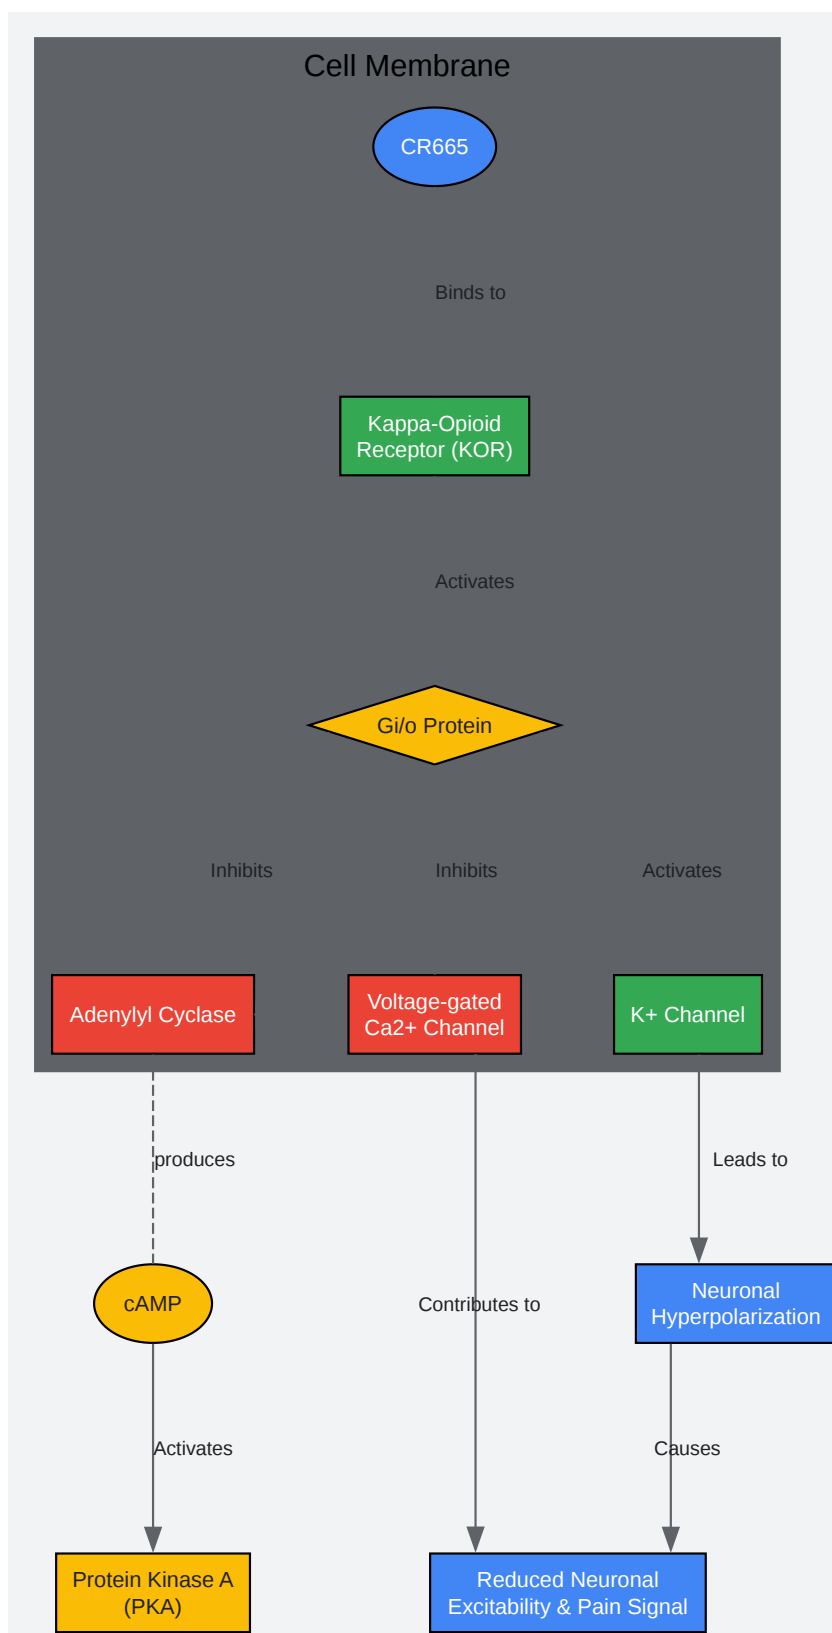 Cell Membrane
CR665
Binds to
Kappa-Opioid
Receptor (KOR)
Activates
Gi/o Protein
Inhibits
Inhibits
Activates
Adenylyl Cyclase
Voltage-gated
Ca2+ Channel
K+ Channel
produces
Leads to
cAMP
Contributes to
Neuronal
Hyperpolarization
Activates
Causes
Protein Kinase A
(PKA)
Reduced Neuronal
Excitability & Pain Signal